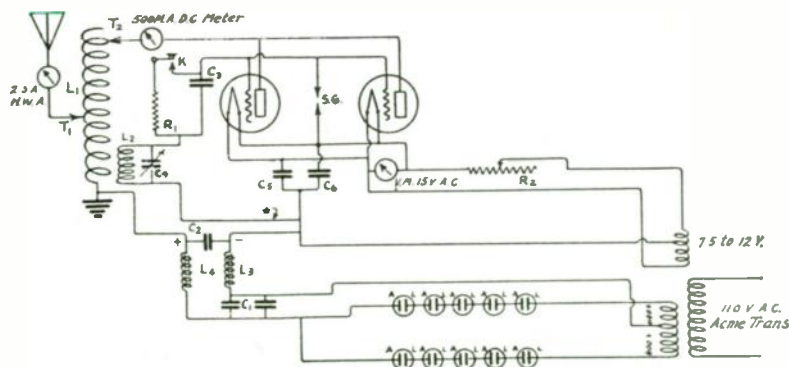 T2 500 M.A. D.C. Meter
2.5 A
H.W.A.
L1
T1
K
C3
R1
S.G.
L2
C4
C5
C6
V.M. 15 V A.C.
R2
*2
C2
+
-
L4
L3
C1
7.5 to 12 V.
A L A L A L A L A L
110 V A.C.
Acme Trans
A L A L A L A L A L